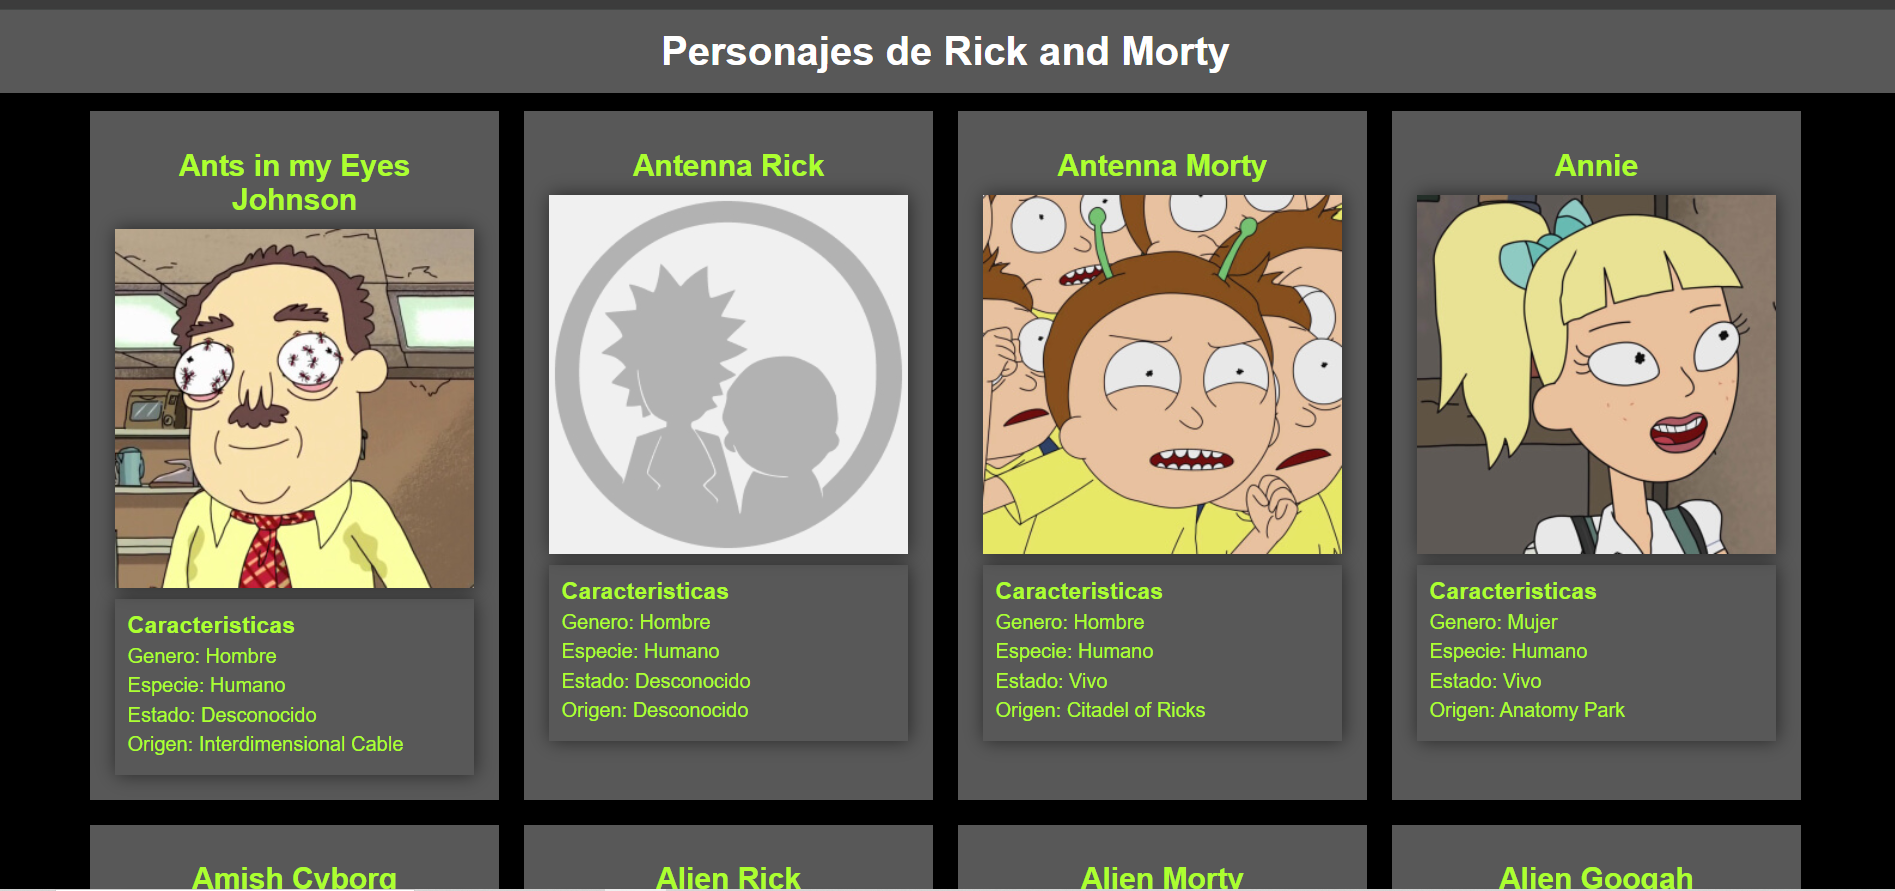 Personajes de Rick and Morty
Ants in my Eyes
Johnson
Caracteristicas
Genero: Hombre
Especie: Humano
Estado: Desconocido
Origen: Interdimensional Cable
Antenna Rick
Caracteristicas
Genero: Hombre
Especie: Humano
Estado: Desconocido
Origen: Desconocido
Antenna Morty
Caracteristicas
Genero: Hombre
Especie: Humano
Estado: Vivo
Origen: Citadel of Ricks
Annie
Caracteristicas
Genero: Mujer
Especie: Humano
Estado: Vivo
Origen: Anatomy Park
Amish Cyborg
Alien Rick
Alien Morty
Alien Googah